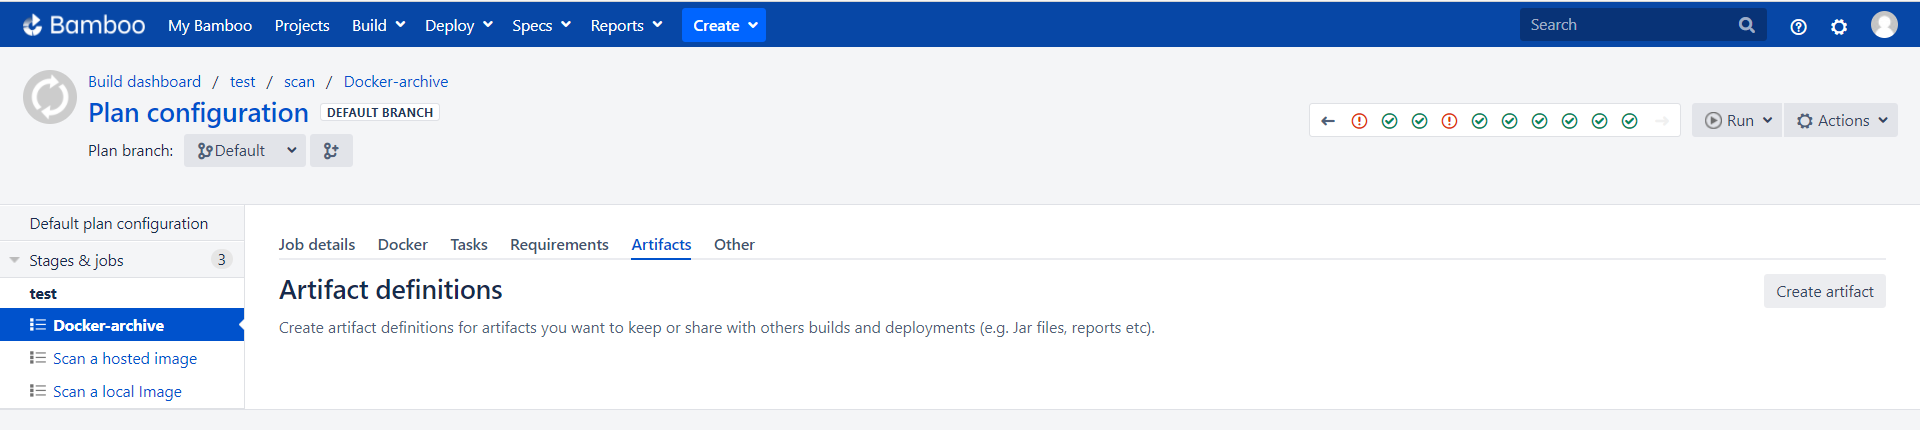 Bamboo My Bamboo Projects Build Deploy Specs Reports Create Search
Build dashboard / test / scan / Docker-archive
Plan configuration DEFAULT BRANCH
Run Actions
Plan branch: Default
Default plan configuration
Stages & jobs 3
test
Docker-archive
Scan a hosted image
Scan a local Image
Job details Docker Tasks Requirements Artifacts Other
Artifact definitions
Create artifact
Create artifact definitions for artifacts you want to keep or share with others builds and deployments (e.g. Jar files, reports etc).